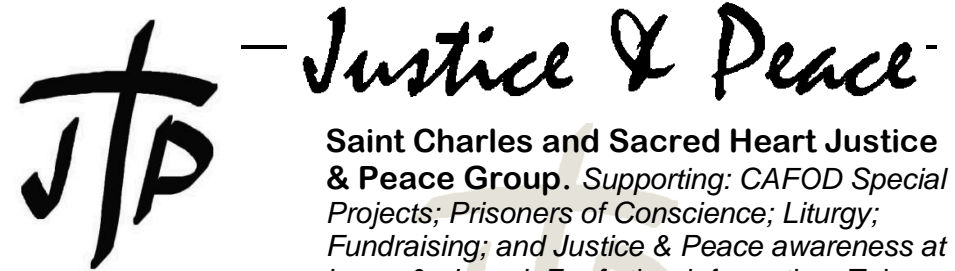 Justice & Peace
J P
Saint Charles and Sacred Heart Justice
& Peace Group. Supporting: CAFOD Special
Projects; Prisoners of Conscience; Liturgy;
Fundraising; and Justice & Peace awareness at